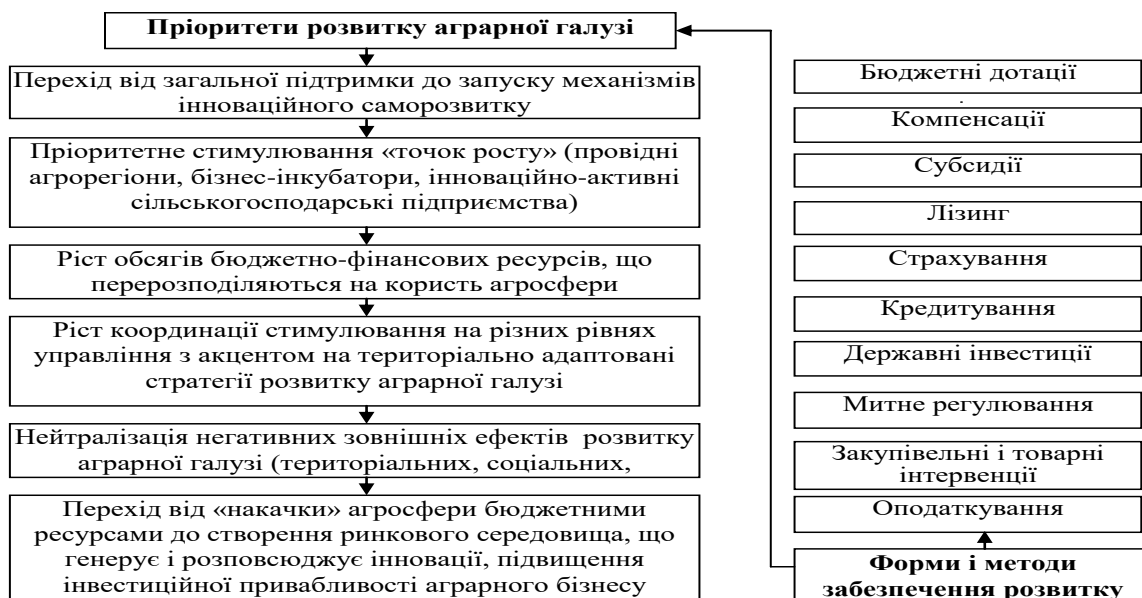 Пріоритети розвитку аграрної галузі
Перехід від загальної підтримки до запуску механізмів
інноваційного саморозвитку
Пріоритетне стимулювання «точок росту» (провідні
агрорегіони, бізнес-інкубатори, інноваційно-активні
сільськогосподарські підприємства)
Ріст обсягів бюджетно-фінансових ресурсів, що
перерозподіляються на користь агросфери
Ріст координації стимулювання на різних рівнях
управління з акцентом на територіально адаптовані
стратегії розвитку аграрної галузі
Нейтралізація негативних зовнішніх ефектів розвитку
аграрної галузі (територіальних, соціальних,
Перехід від «накачки» агросфери бюджетними
ресурсами до створення ринкового середовища, що
генерує і розповсюджує інновації, підвищення
інвестиційної привабливості аграрного бізнесу
Бюджетні дотації
.
Компенсації
Субсидії
Лізинг
Страхування
Кредитування
Державні інвестиції
Митне регулювання
Закупівельні і товарні
інтервенції
Оподаткування
Форми і методи
забезпечення розвитку